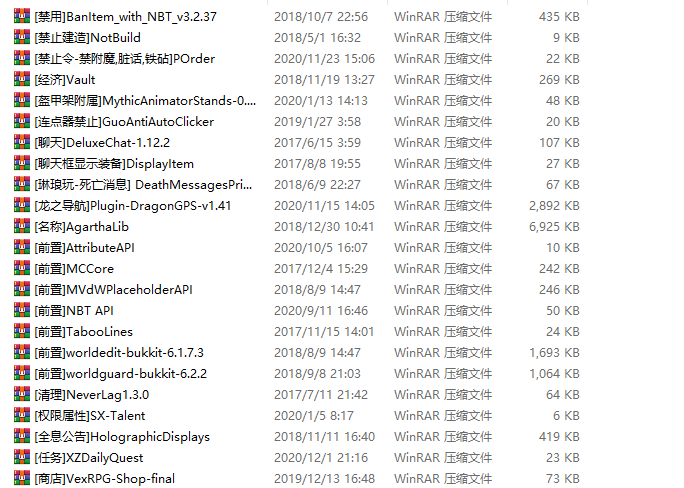 [禁用]BanItem_with_NBT_v3.2.37 2018/10/7 22:56 WinRAR 压缩文件 435 KB
[禁止建造]NotBuild 2018/5/1 16:32 WinRAR 压缩文件 9 KB
[禁止令-禁附魔,脏话,铁砧]POrder 2020/11/23 15:06 WinRAR 压缩文件 22 KB
[经济]Vault 2018/11/19 13:27 WinRAR 压缩文件 269 KB
[盔甲架附属]MythicAnimatorStands-0.... 2020/1/13 14:13 WinRAR 压缩文件 48 KB
[连点器禁止]GuoAntiAutoClicker 2019/1/27 3:58 WinRAR 压缩文件 20 KB
[聊天]DeluxeChat-1.12.2 2017/6/15 3:59 WinRAR 压缩文件 107 KB
[聊天框显示装备]DisplayItem 2017/8/8 19:55 WinRAR 压缩文件 27 KB
[琳琅玩-死亡消息] DeathMessagesPri... 2018/6/9 22:27 WinRAR 压缩文件 67 KB
[龙之导航]Plugin-DragonGPS-v1.41 2020/11/15 14:05 WinRAR 压缩文件 2,892 KB
[名称]AgarthaLib 2018/12/30 10:41 WinRAR 压缩文件 6,925 KB
[前置]AttributeAPI 2020/10/5 16:07 WinRAR 压缩文件 10 KB
[前置]MCCore 2017/12/4 15:29 WinRAR 压缩文件 242 KB
[前置]MVdWPlaceholderAPI 2018/8/9 14:47 WinRAR 压缩文件 246 KB
[前置]NBT API 2020/9/11 16:46 WinRAR 压缩文件 50 KB
[前置]TabooLines 2017/11/15 14:01 WinRAR 压缩文件 24 KB
[前置]worldedit-bukkit-6.1.7.3 2018/8/9 14:47 WinRAR 压缩文件 1,693 KB
[前置]worldguard-bukkit-6.2.2 2018/9/8 21:03 WinRAR 压缩文件 1,064 KB
[清理]NeverLag1.3.0 2017/7/11 21:42 WinRAR 压缩文件 64 KB
[权限属性]SX-Talent 2020/1/5 8:17 WinRAR 压缩文件 6 KB
[全息公告]HolographicDisplays 2018/11/11 16:40 WinRAR 压缩文件 419 KB
[任务]XZDailyQuest 2020/12/1 21:16 WinRAR 压缩文件 23 KB
[商店]VexRPG-Shop-final 2019/12/13 16:48 WinRAR 压缩文件 73 KB